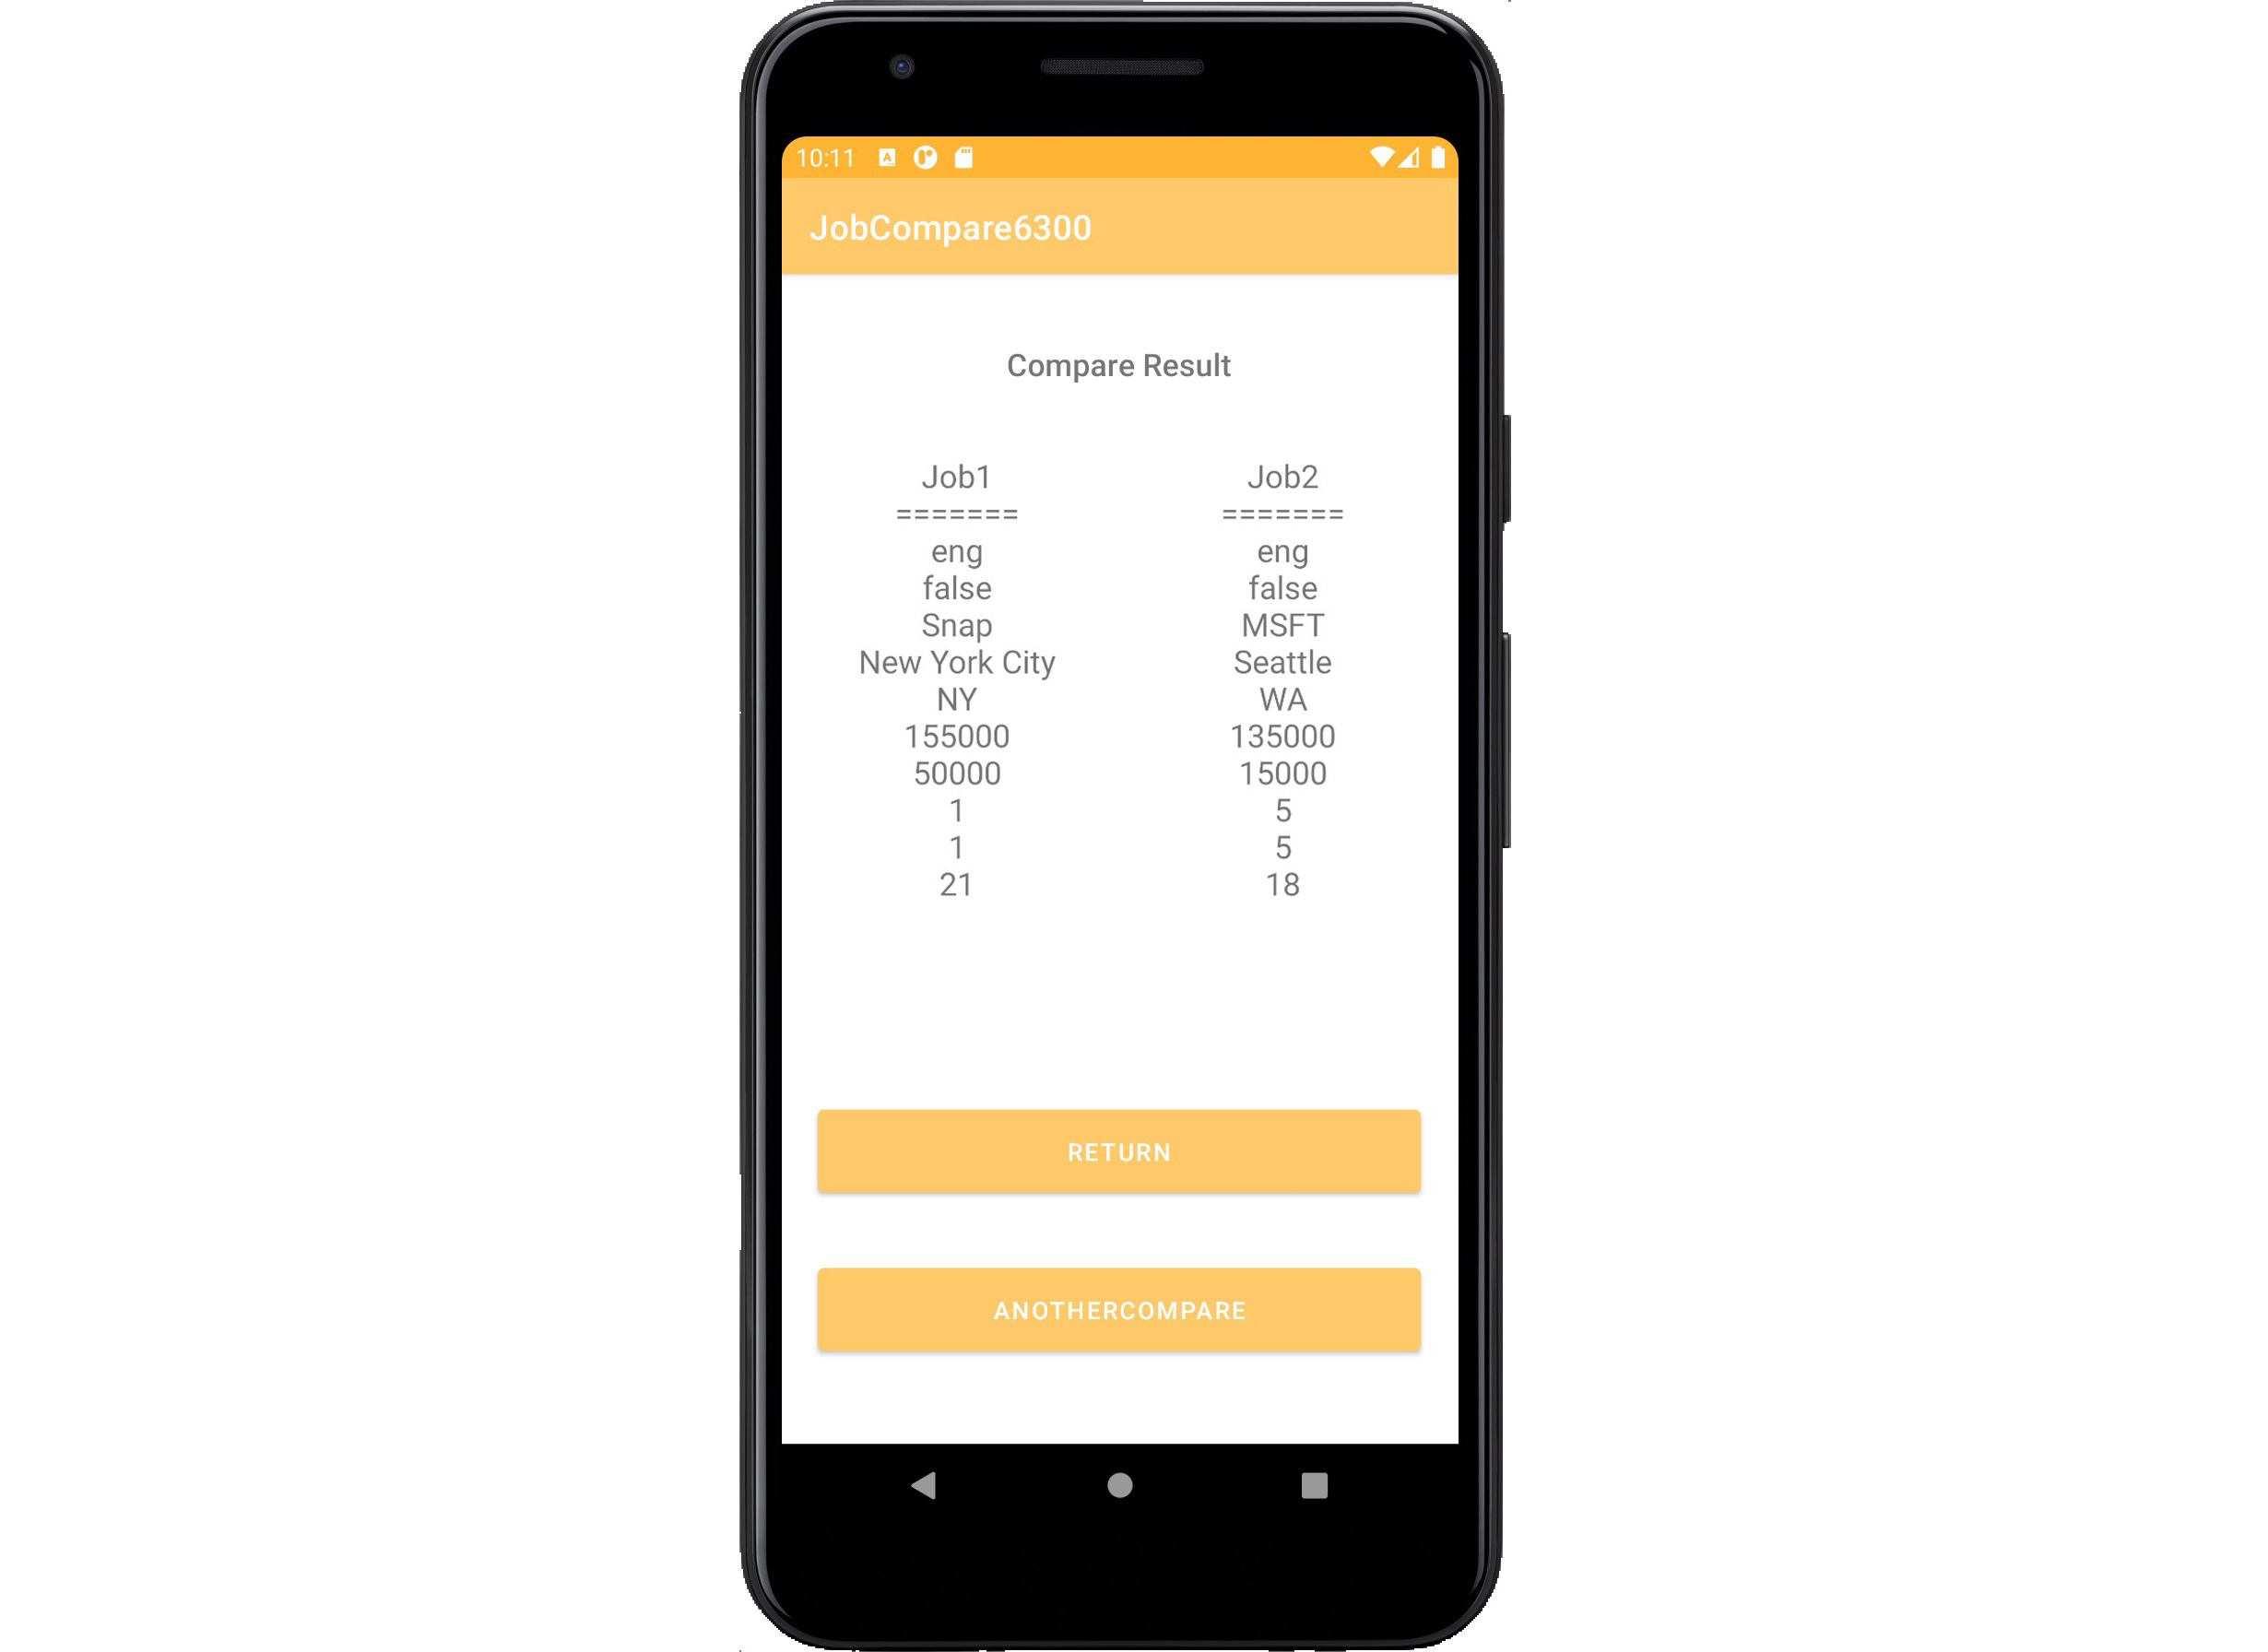 10:11
JobCompare6300
Compare Result
Job1 Job2
======= =======
eng eng
false false
Snap MSFT
New York City Seattle
NY WA
155000 135000
50000 15000
1 5
1 5
21 18
RETURN
ANOTHERCOMPARE